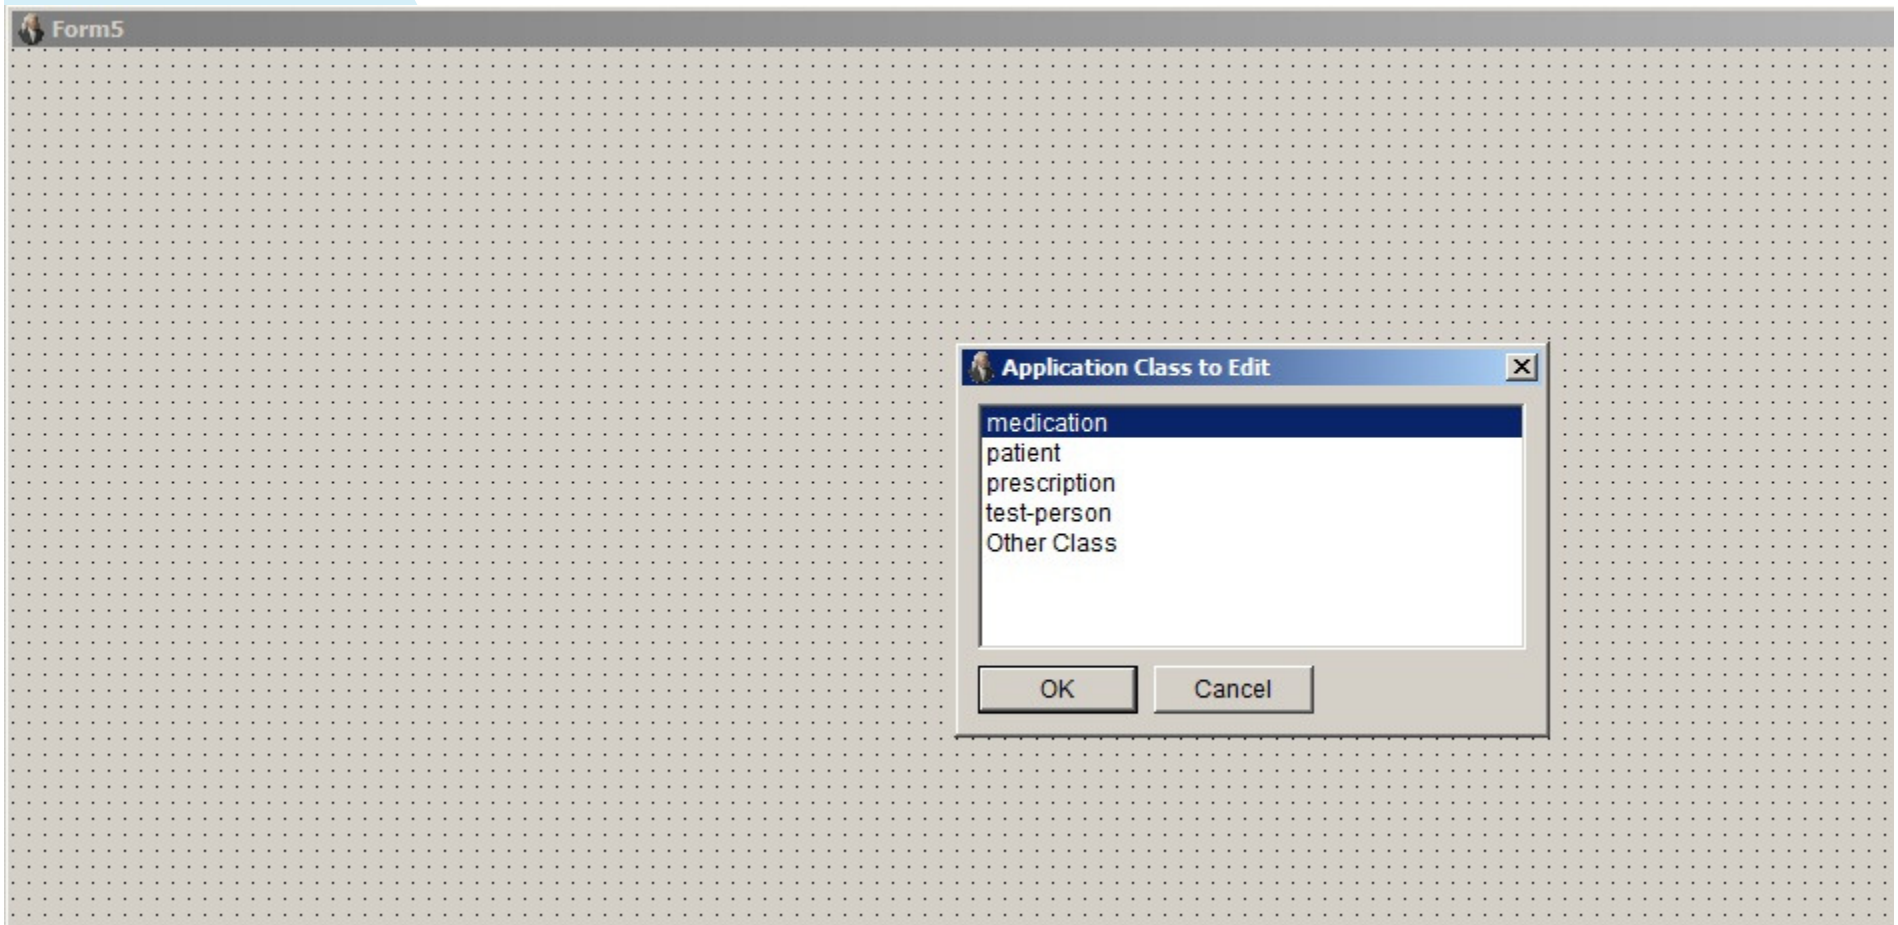 Form5
Application Class to Edit
medication
patient
prescription
test-person
Other Class
OK
Cancel